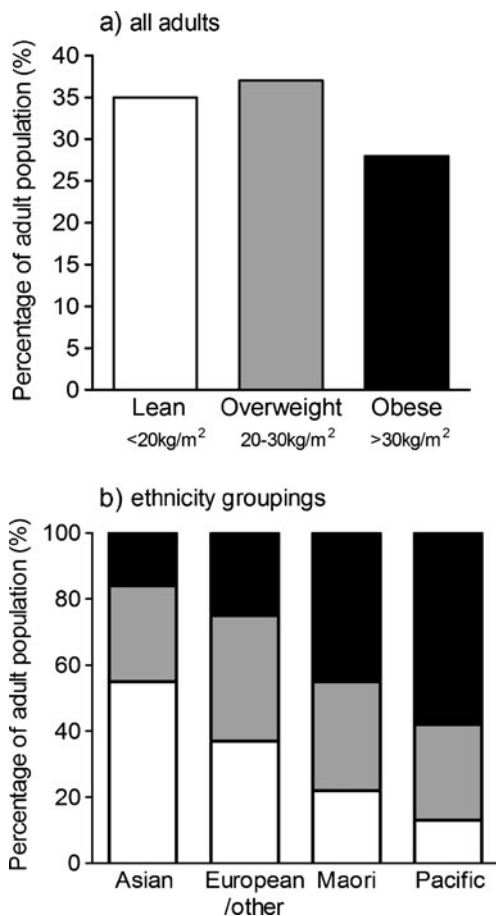 a) all adults
Percentage of adult population (%)
40
35
30
25
20
15
10
5
0
Lean Overweight Obese
<20kg/m² 20-30kg/m² >30kg/m²
b) ethnicity groupings
Percentage of adult population (%)
100
80
60
40
20
0
Asian European Maori Pacific
/other